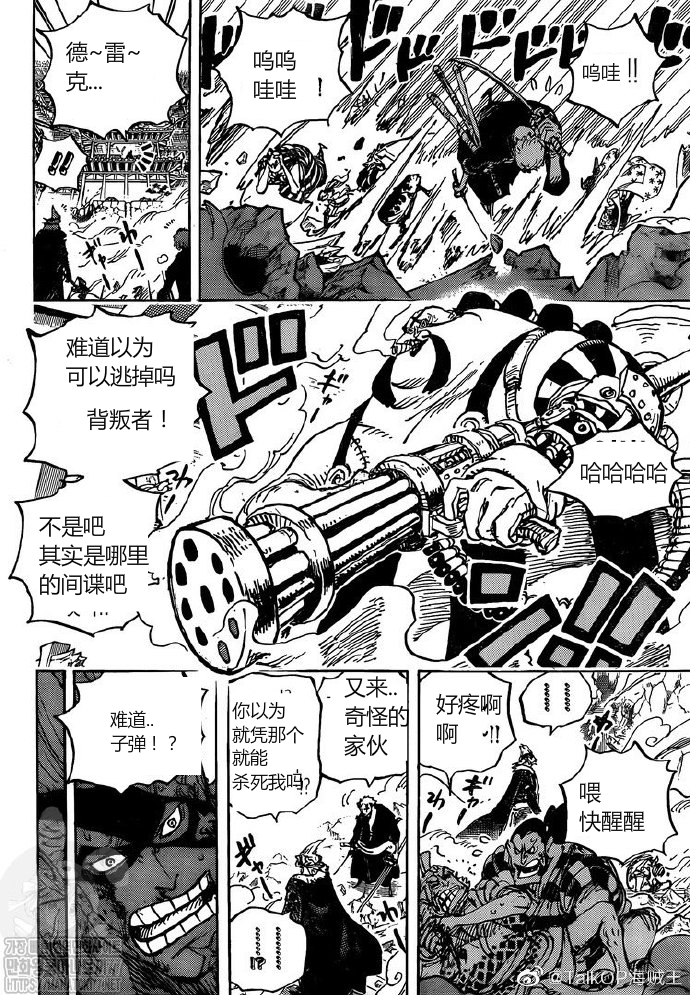 呜哇!!
呜呜
哇哇 !
ドドドド
德~雷~
克...
!!
难道以为
可以逃掉吗
背叛者！
哈哈哈哈
不是吧
其实是哪里
的间谍吧
好疼啊
啊 !!
喂
快醒醒
又来..
奇怪的
家伙
你以为
就凭那个
就能
杀死我吗??
!?
难道..
子弹！？
@TalkOP海贼王